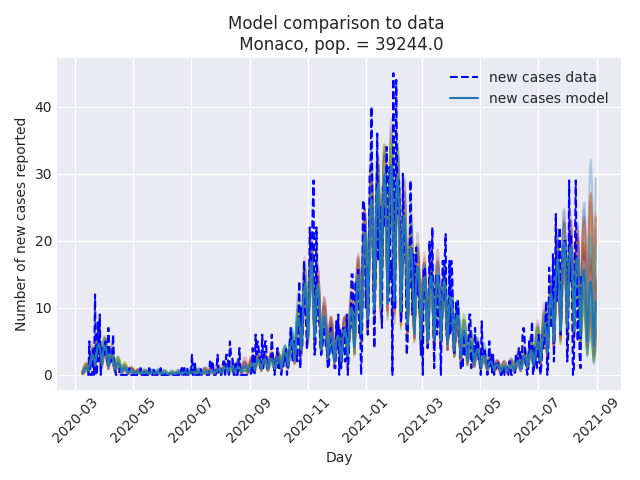 Model comparison to data
Monaco, pop. = 39244.0
new cases data
new cases model
Number of new cases reported
40
30
20
10
0
2020-03
2020-05
2020-07
2020-09
2020-11
2021-01
2021-03
2021-05
2021-07
2021-09
Day